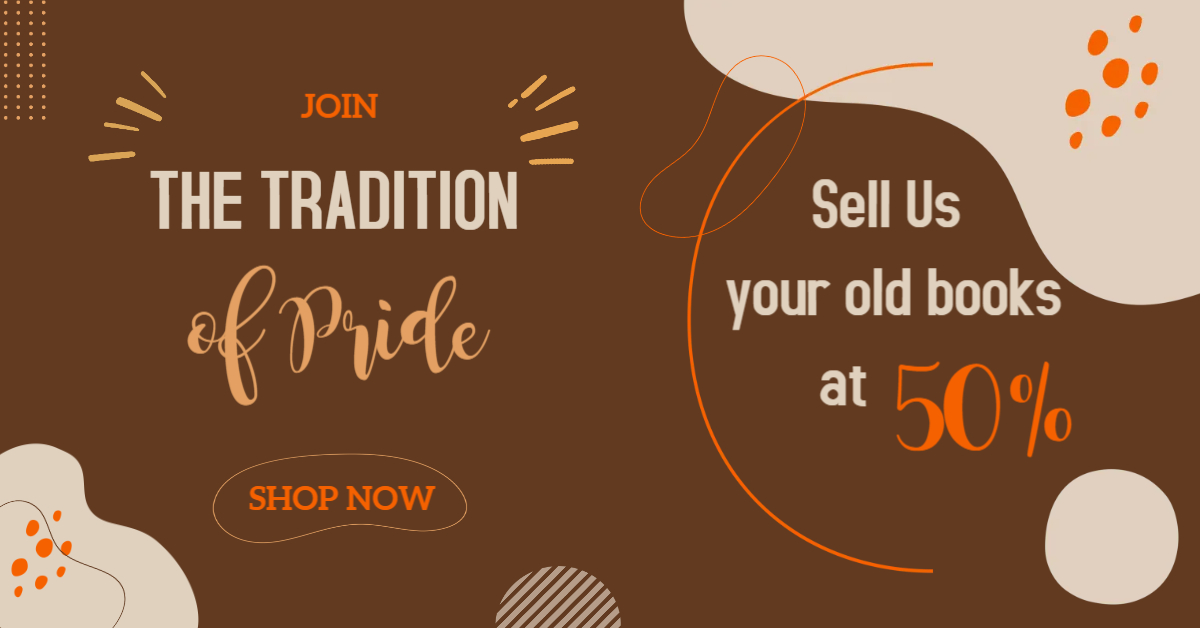 JOIN
THE TRADITION
of Pride
SHOP NOW
Sell Us
your old books
at 50%